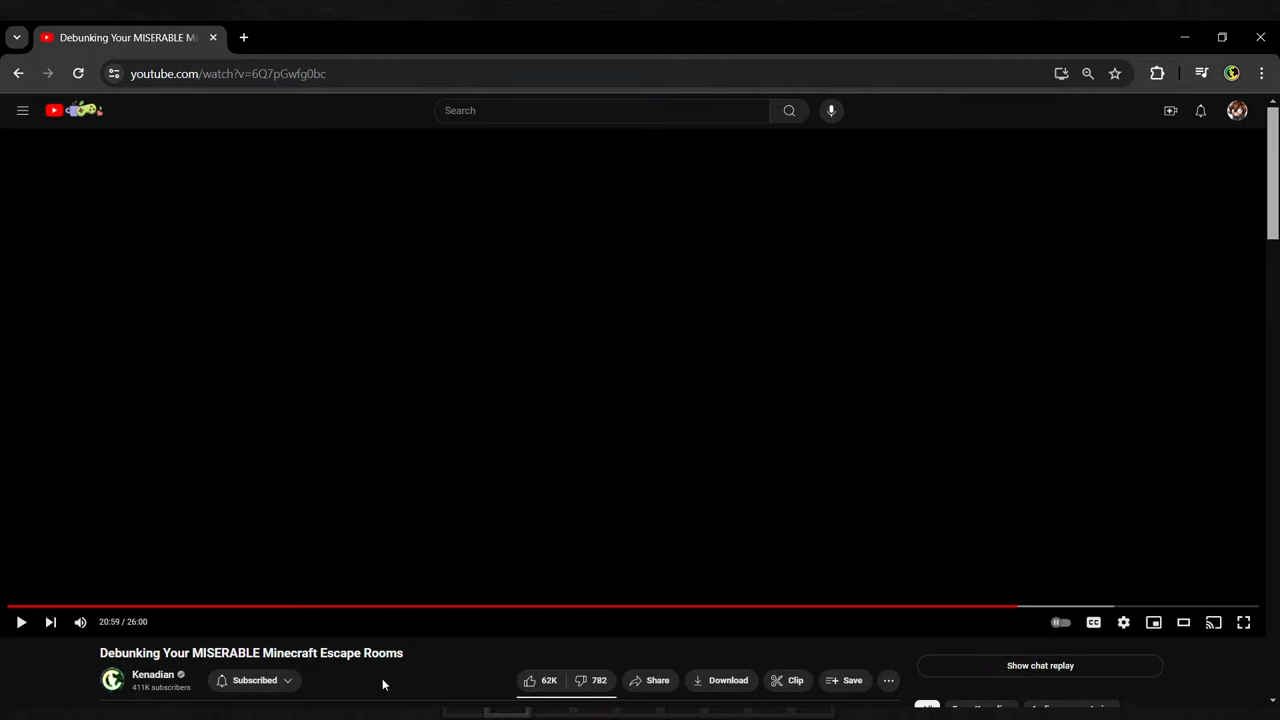 Debunking Your MISERABLE Mi
youtube.com/watch?v=6Q7pGwfg0bc
Search
20:59 / 26:00
CC
Debunking Your MISERABLE Minecraft Escape Rooms
Kenadian
411K subscribers
Subscribed
62K
782
Share
Download
Clip
Save
Show chat replay